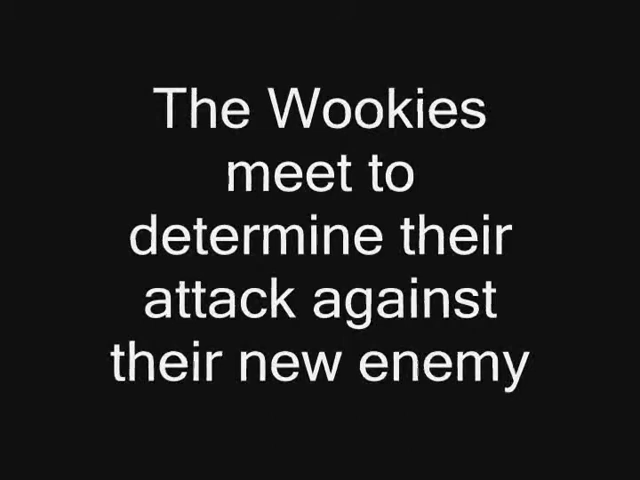 The Wookies
meet to
determine their
attack against
their new enemy